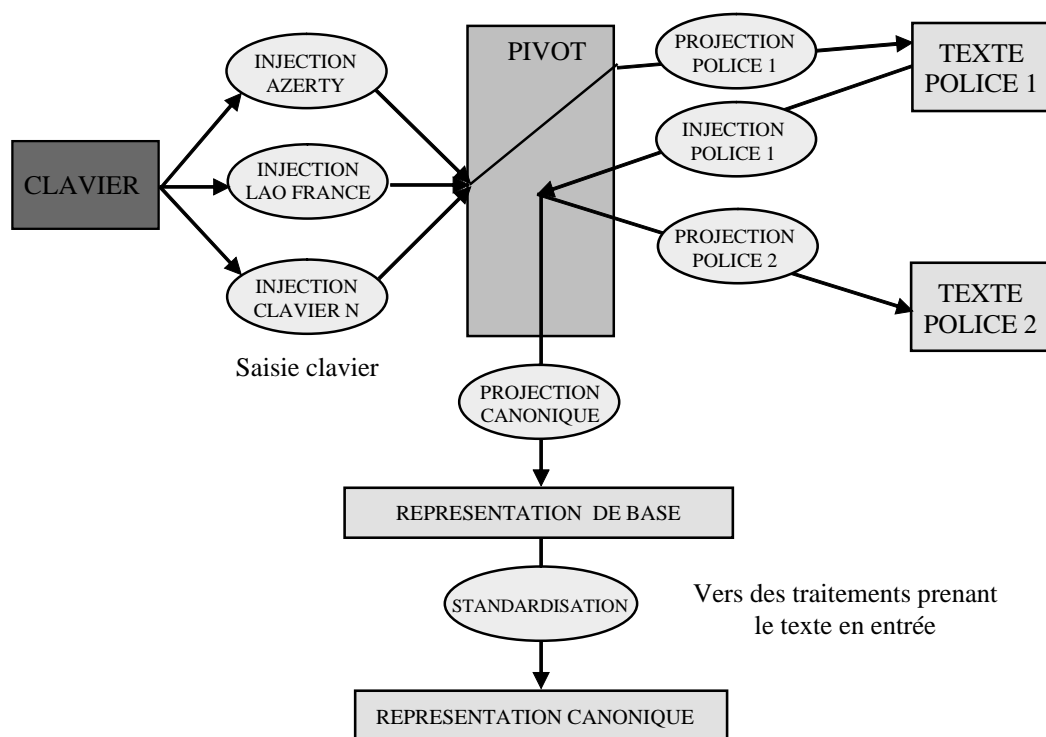 INJECTION
AZERTY
PIVOT
PROJECTION
POLICE 1
TEXTE
POLICE 1
INJECTION
POLICE 1
CLAVIER
INJECTION
LAO FRANCE
PROJECTION
POLICE 2
INJECTION
CLAVIER N
TEXTE
POLICE 2
Saisie clavier
PROJECTION
CANONIQUE
REPRESENTATION DE BASE
STANDARDISATION
Vers des traitements prenant
le texte en entrée
REPRESENTATION CANONIQUE